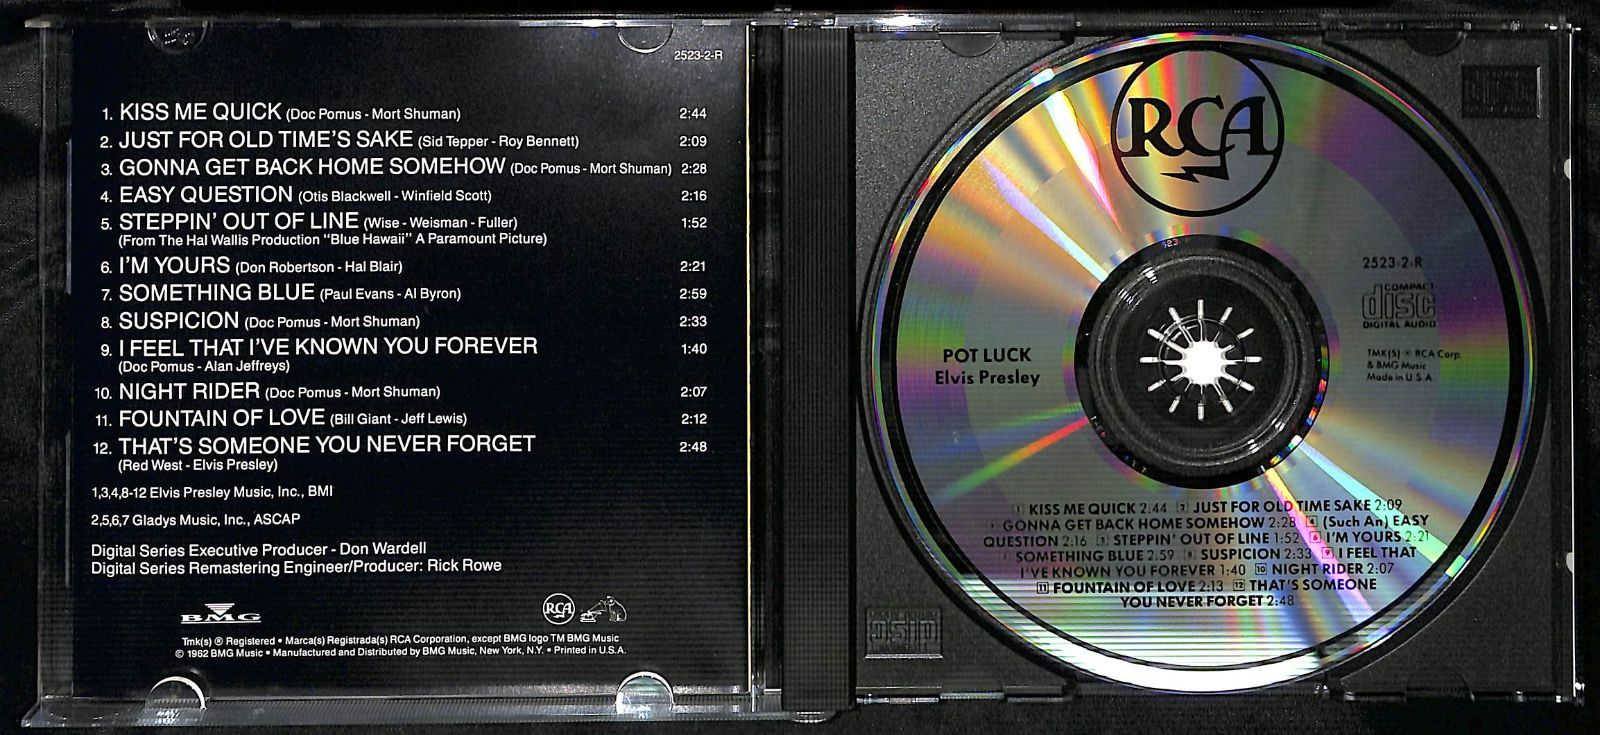 2523-2-R
1. KISS ME QUICK (Doc Pomus - Mort Shuman) 2:44
2. JUST FOR OLD TIME'S SAKE (Sid Tepper - Roy Bennett) 2:09
3. GONNA GET BACK HOME SOMEHOW (Doc Pomus - Mort Shuman) 2:28
4. EASY QUESTION (Otis Blackwell - Winfield Scott) 2:16
5. STEPPIN' OUT OF LINE (Wise - Weisman - Fuller) 1:52
(From The Hal Wallis Production "Blue Hawaii" A Paramount Picture)
6. I'M YOURS (Don Robertson - Hal Blair) 2:21
7. SOMETHING BLUE (Paul Evans - Al Byron) 2:59
8. SUSPICION (Doc Pomus - Mort Shuman) 2:33
9. I FEEL THAT I'VE KNOWN YOU FOREVER 1:40
(Doc Pomus - Alan Jeffreys)
10. NIGHT RIDER (Doc Pomus - Mort Shuman) 2:07
11. FOUNTAIN OF LOVE (Bill Giant - Jeff Lewis) 2:12
12. THAT'S SOMEONE YOU NEVER FORGET 2:48
(Red West - Elvis Presley)
1,3,4,8-12 Elvis Presley Music, Inc., BMI
2,5,6,7 Gladys Music, Inc., ASCAP
Digital Series Executive Producer - Don Wardell
Digital Series Remastering Engineer/Producer: Rick Rowe
BMG
RCA
Tmk(s) ® Registered • Marca(s) Registrada(s) RCA Corporation, except BMG logo TM BMG Music
© 1962 BMG Music • Manufactured and Distributed by BMG Music, New York, N.Y. • Printed in U.S.A.
RCA
2523-2-R
COMPACT
disc
DIGITAL AUDIO
POT LUCK
Elvis Presley
TMK(S) ® RCA Corp.
& BMG Music
Made in U.S.A.
1 KISS ME QUICK 2:44 2 JUST FOR OLD TIME SAKE 2:09
3 GONNA GET BACK HOME SOMEHOW 2:28 4 (Such An) EASY
QUESTION 2:16 5 STEPPIN' OUT OF LINE 1:52 6 I'M YOURS 2:21
7 SOMETHING BLUE 2:59 8 SUSPICION 2:33 9 I FEEL THAT
I'VE KNOWN YOU FOREVER 1:40 10 NIGHT RIDER 2:07
11 FOUNTAIN OF LOVE 2:13 12 THAT'S SOMEONE
YOU NEVER FORGET 2:48
disc